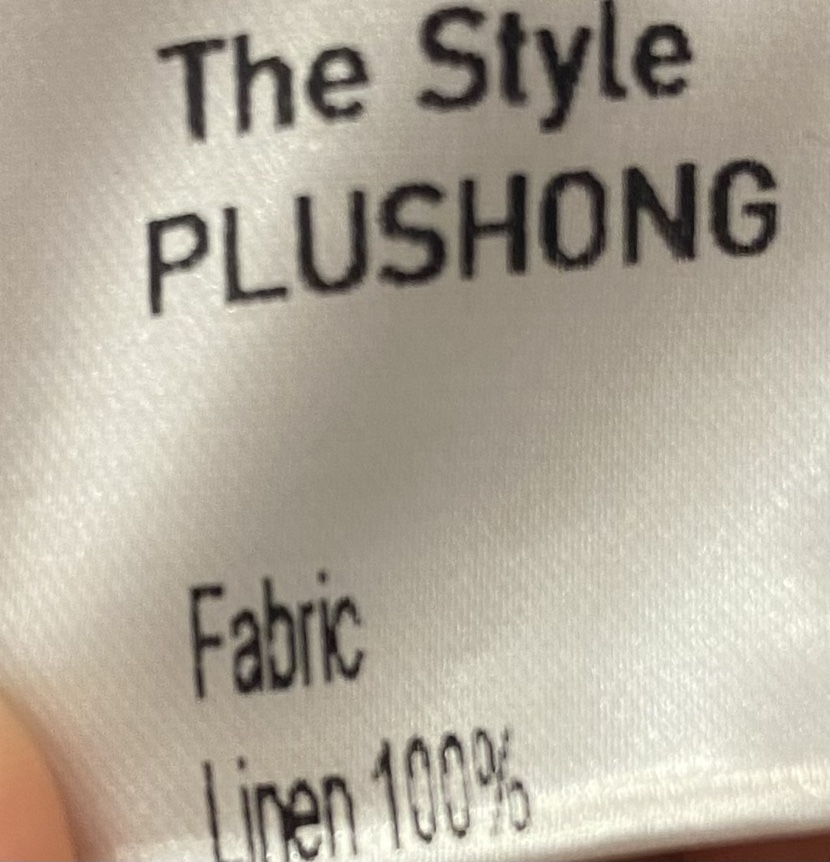 The Style
PLUSHONG
Fabric
Linen 100%